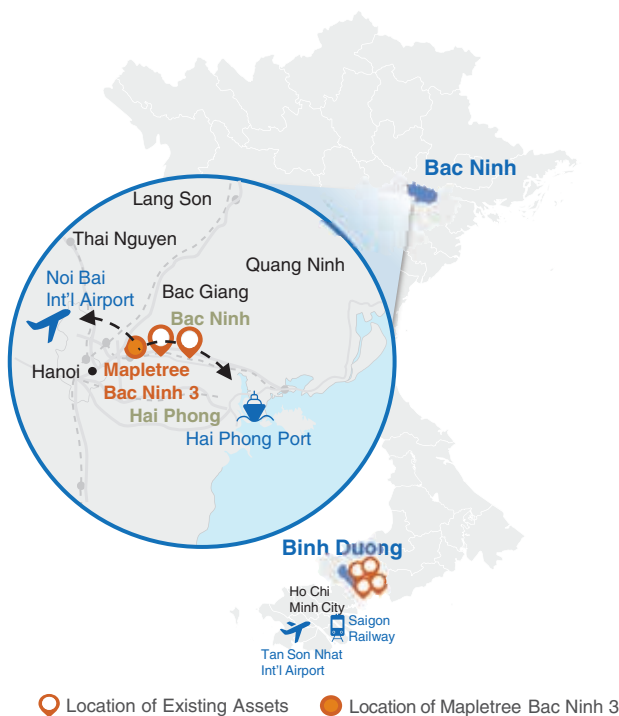 Bac Ninh
Lang Son
Thai Nguyen
Quang Ninh
Noi Bai
Int'l Airport
Bac Giang
Bac Ninh
Hanoi
Mapletree
Bac Ninh 3
Hai Phong
Hai Phong Port
Binh Duong
Ho Chi
Minh City
Saigon
Railway
Tan Son Nhat
Int'l Airport
Location of Existing Assets
Location of Mapletree Bac Ninh 3